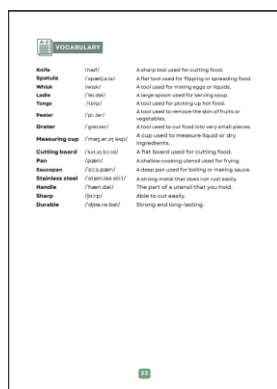 VOCABULARY
Knife /naɪf/ A sharp tool used for cutting food.
Spatula /ˈspætʃ.ə.lə/ A flat tool used for flipping or spreading food.
Whisk /wɪsk/ A tool used for mixing eggs or liquids.
Ladle /ˈleɪ.dəl/ A large spoon used for serving soup.
Tongs /tɒŋz/ A tool used for picking up hot food.
Peeler /ˈpiː.lər/ A tool used to remove the skin of fruits or
vegetables.
Grater /ˈɡreɪ.tər/ A tool used to cut food into very small pieces.
Measuring cup /ˈmeʒ.ər.ɪŋ kʌp/ A cup used to measure liquid or dry
ingredients.
Cutting board /ˈkʌt.ɪŋ bɔːrd/ A flat board used for cutting food.
Pan /pæn/ A shallow cooking utensil used for frying.
Saucepan /ˈsɔːs.pæn/ A deep pan used for boiling or making sauce.
Stainless steel /ˈsteɪn.ləs stiːl/ A strong metal that does not rust easily.
Handle /ˈhæn.dəl/ The part of a utensil that you hold.
Sharp /ʃɑːrp/ Able to cut easily.
Durable /ˈdʒʊə.rə.bəl/ Strong and long-lasting.